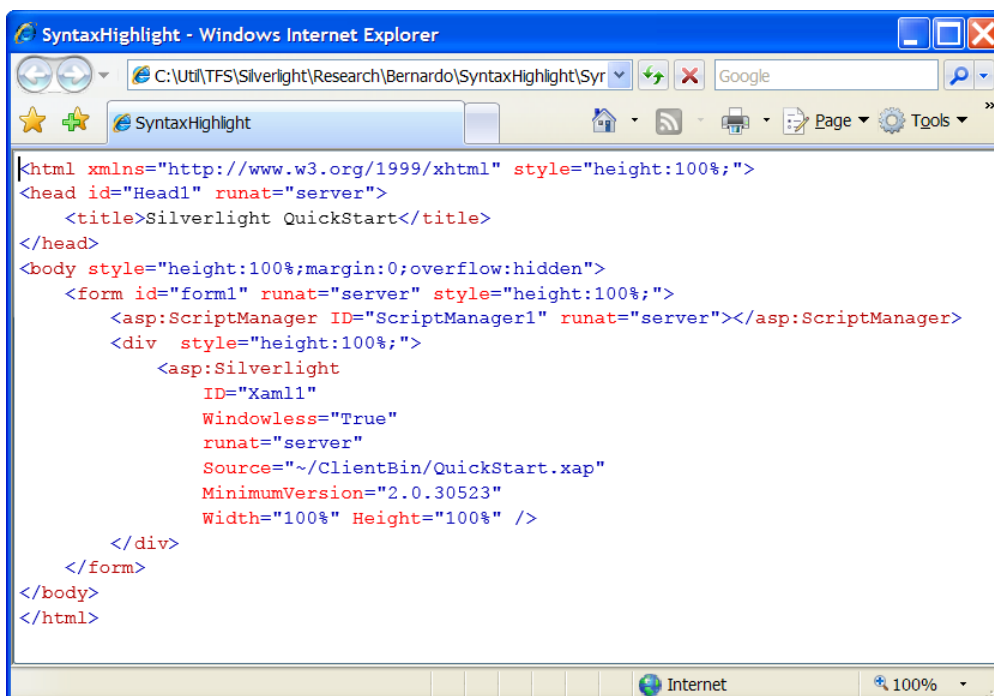 SyntaxHighlight - Windows Internet Explorer
C:\Util\TFS\Silverlight\Research\Bernardo\SyntaxHighlight\Syr
Google
SyntaxHighlight
Page
Tools
»
<html xmlns="http://www.w3.org/1999/xhtml" style="height:100%;">
<head id="Head1" runat="server">
    <title>Silverlight QuickStart</title>
</head>
<body style="height:100%;margin:0;overflow:hidden">
    <form id="form1" runat="server" style="height:100%;">
        <asp:ScriptManager ID="ScriptManager1" runat="server"></asp:ScriptManager>
        <div  style="height:100%;">
            <asp:Silverlight
                ID="Xaml1"
                Windowless="True"
                runat="server"
                Source="~/ClientBin/QuickStart.xap"
                MinimumVersion="2.0.30523"
                Width="100%" Height="100%" />
        </div>
    </form>
</body>
</html>
Internet
100%